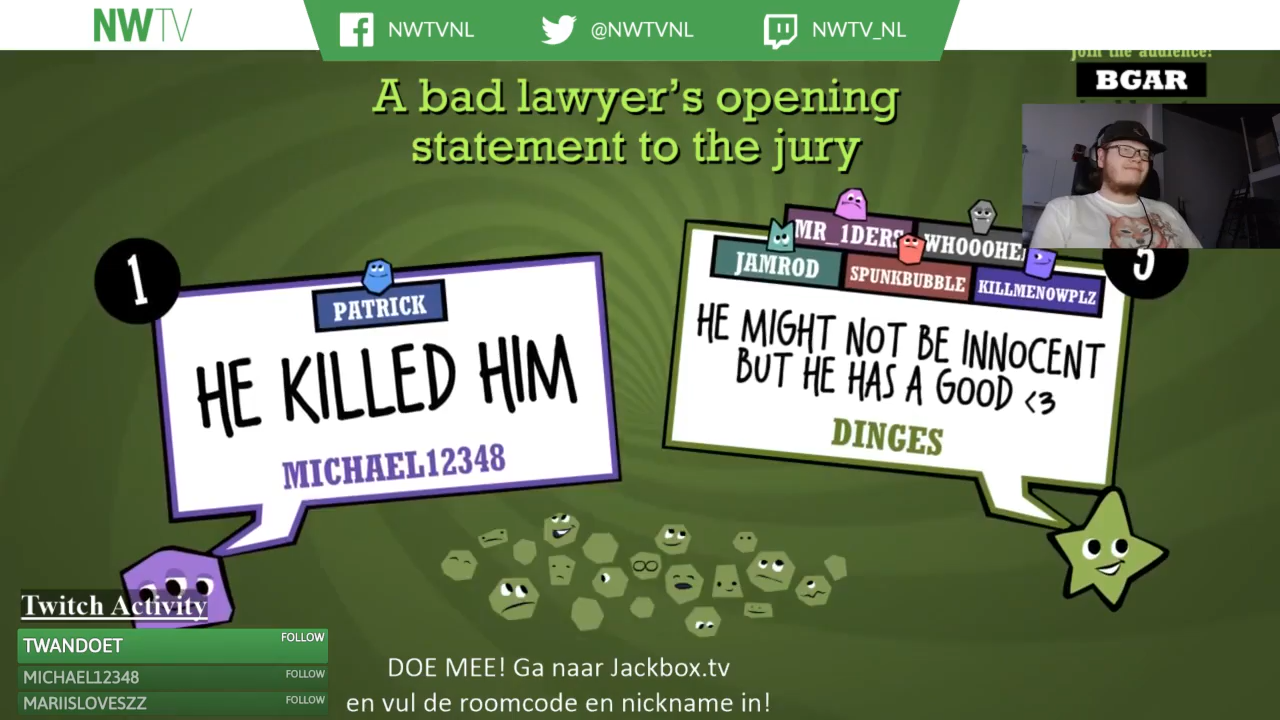 NWTV
NWTVNL
@NWTVNL
NWTV_NL
Join the audience!
BGAR
A bad lawyer's opening
statement to the jury
1
PATRICK
HE KILLED HIM
MICHAEL12348
MR_1DERS
WHOOOHE
JAMROD
SPUNKBUBBLE
KILLMENOWPLZ
5
HE MIGHT NOT BE INNOCENT
BUT HE HAS A GOOD <3
DINGES
Twitch Activity
TWANDOET FOLLOW
MICHAEL12348 FOLLOW
MARIISLOVESZZ FOLLOW
DOE MEE! Ga naar Jackbox.tv
en vul de roomcode en nickname in!